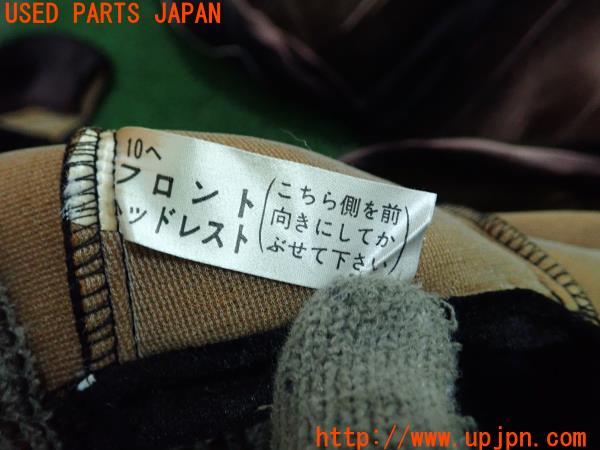 USED PARTS JAPAN
10へ
フロント
ヘッドレスト
(こちら側を前
向きにしてか
ぶせて下さい)
http://www.upjpn.com